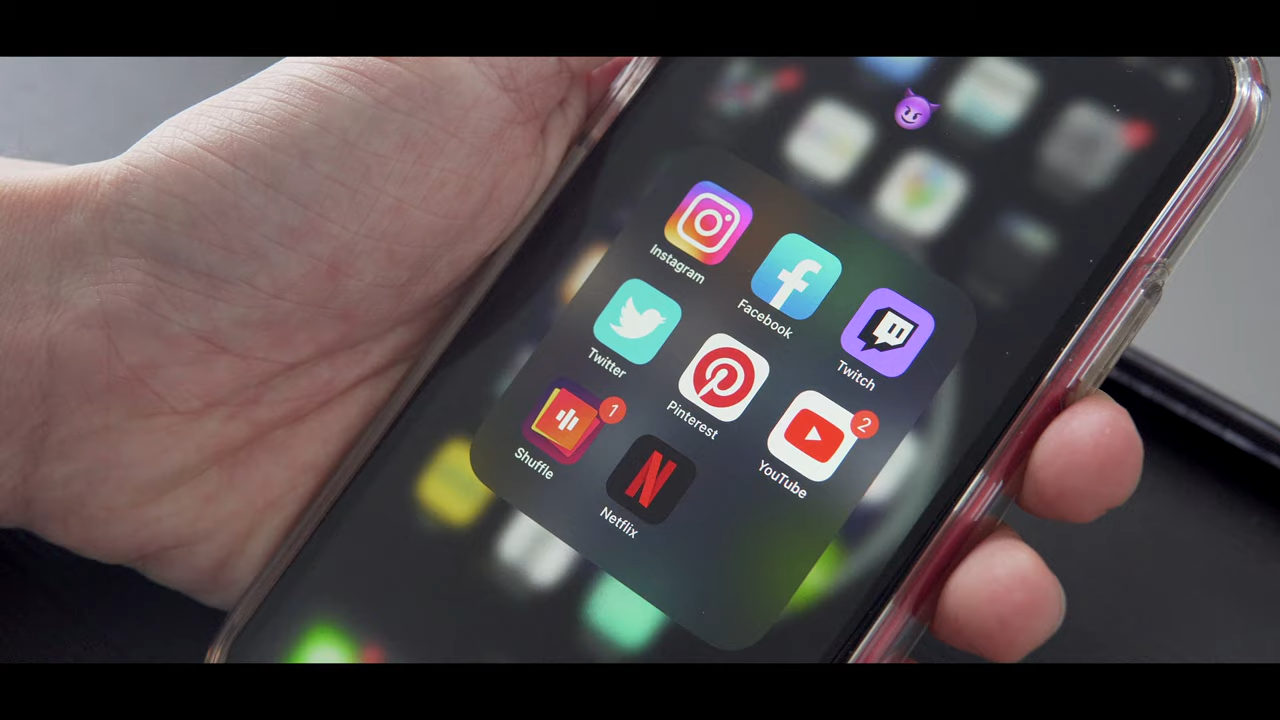 Instagram
Facebook
Twitch
Twitter
Pinterest
YouTube
2
Shuffle
1
Netflix